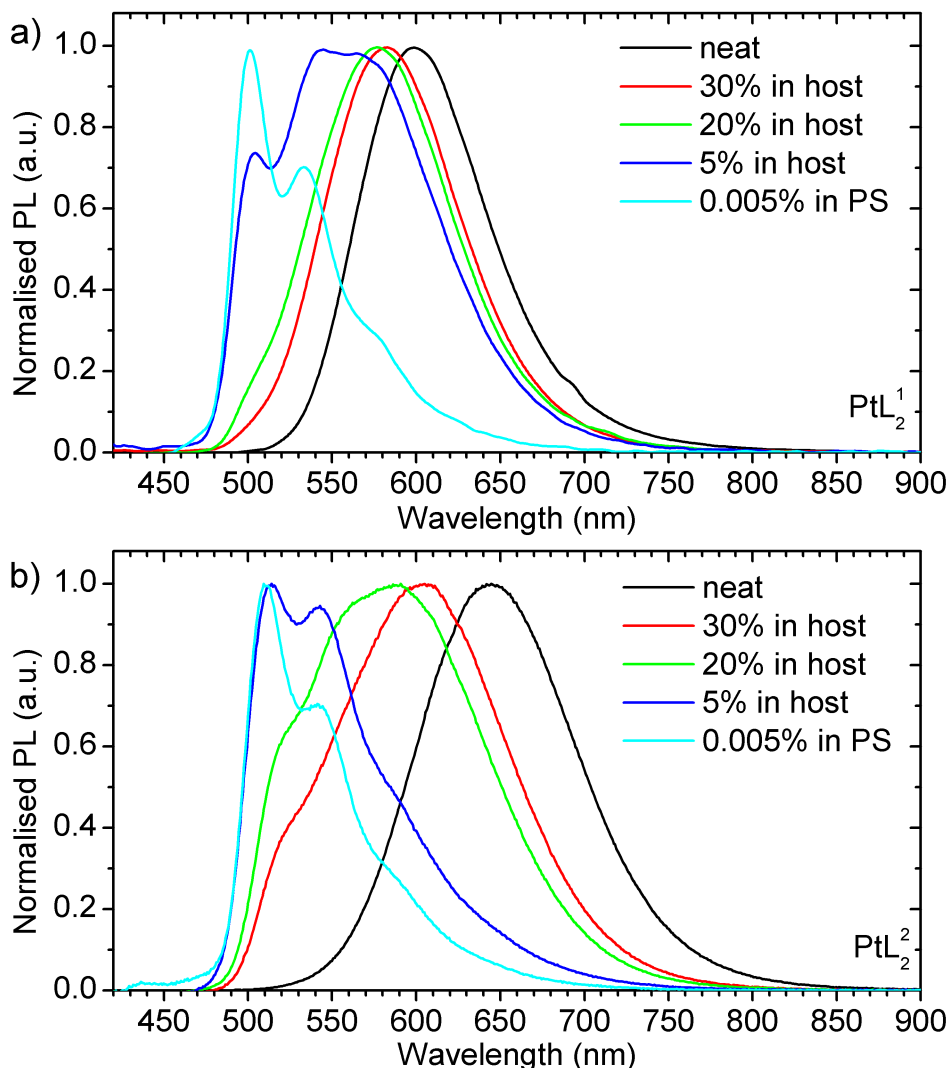 a)
Normalised PL (a.u.)
1.0
0.8
0.6
0.4
0.2
0.0
neat
30% in host
20% in host
5% in host
0.005% in PS
PtL₂¹
450 500 550 600 650 700 750 800 850 900
Wavelength (nm)
b)
Normalised PL (a.u.)
1.0
0.8
0.6
0.4
0.2
0.0
neat
30% in host
20% in host
5% in host
0.005% in PS
PtL₂²
450 500 550 600 650 700 750 800 850 900
Wavelength (nm)